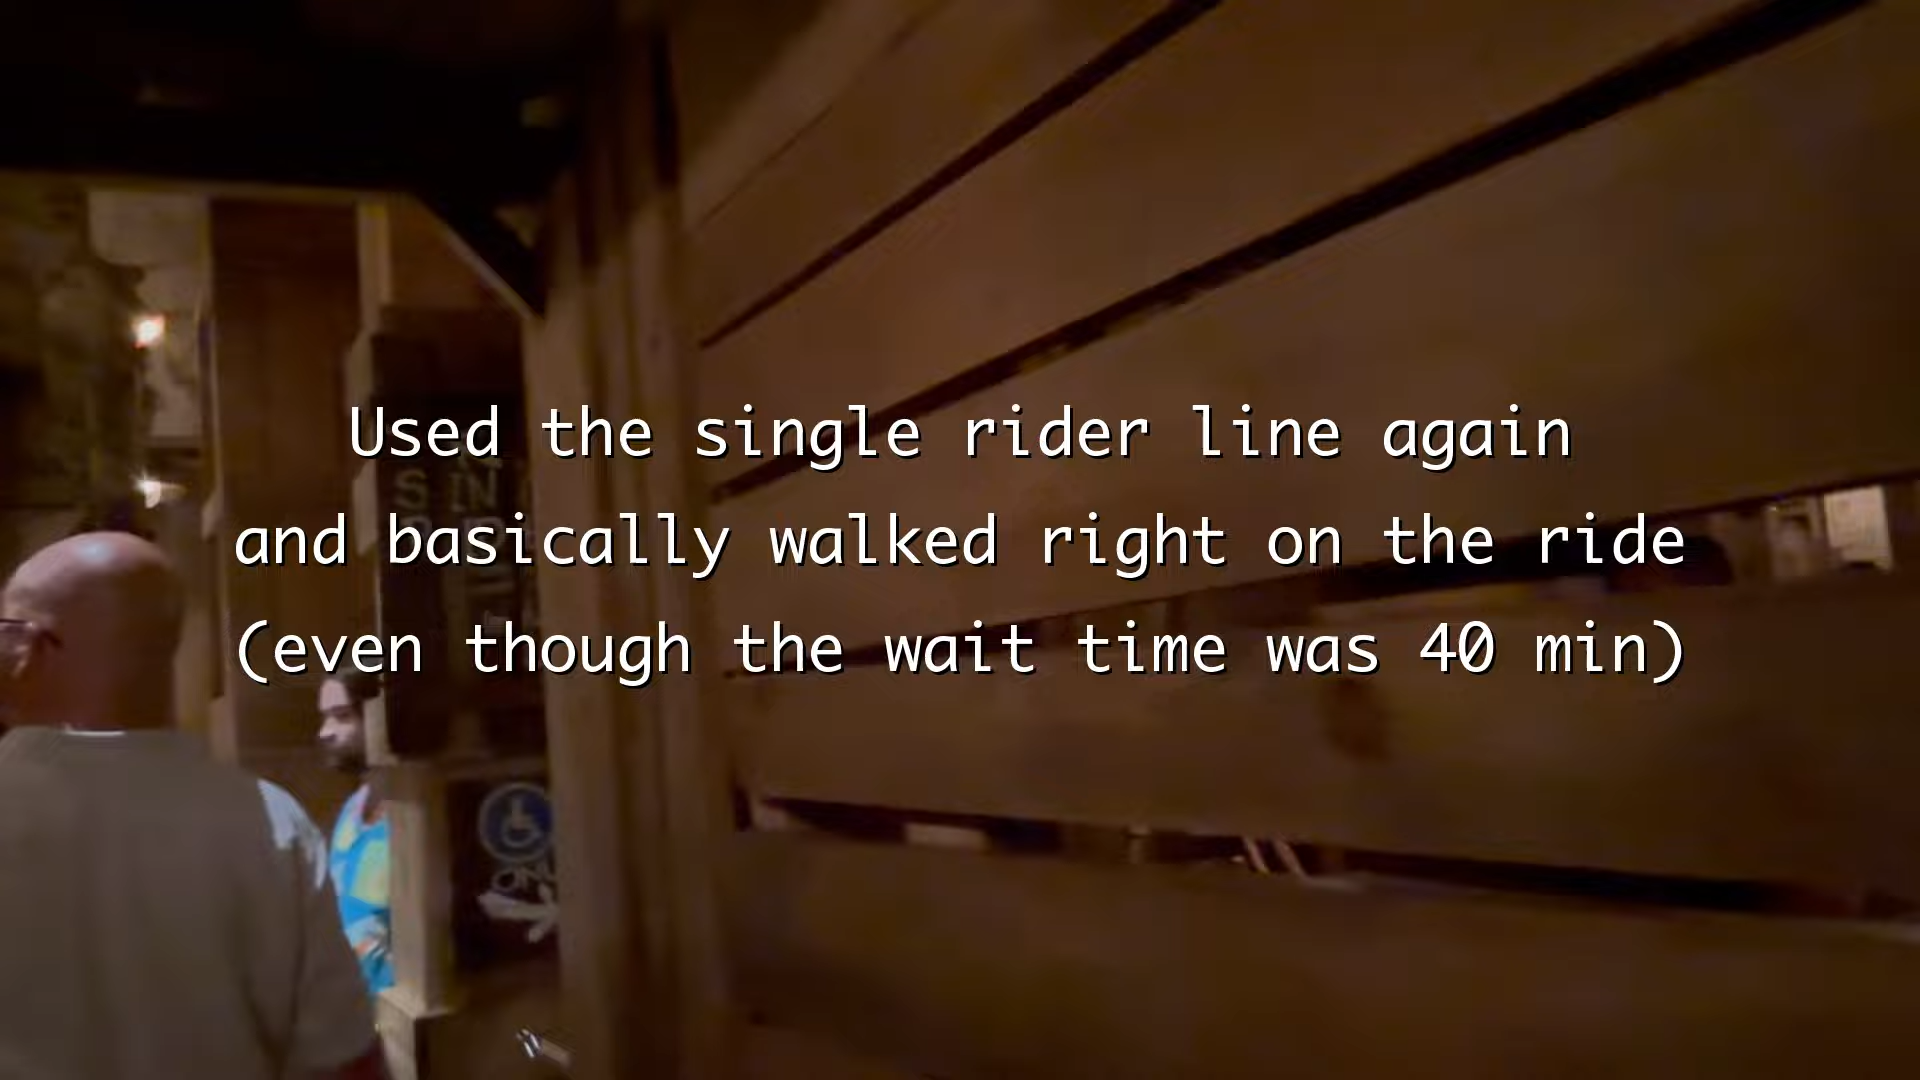 Used the single rider line again
and basically walked right on the ride
(even though the wait time was 40 min)